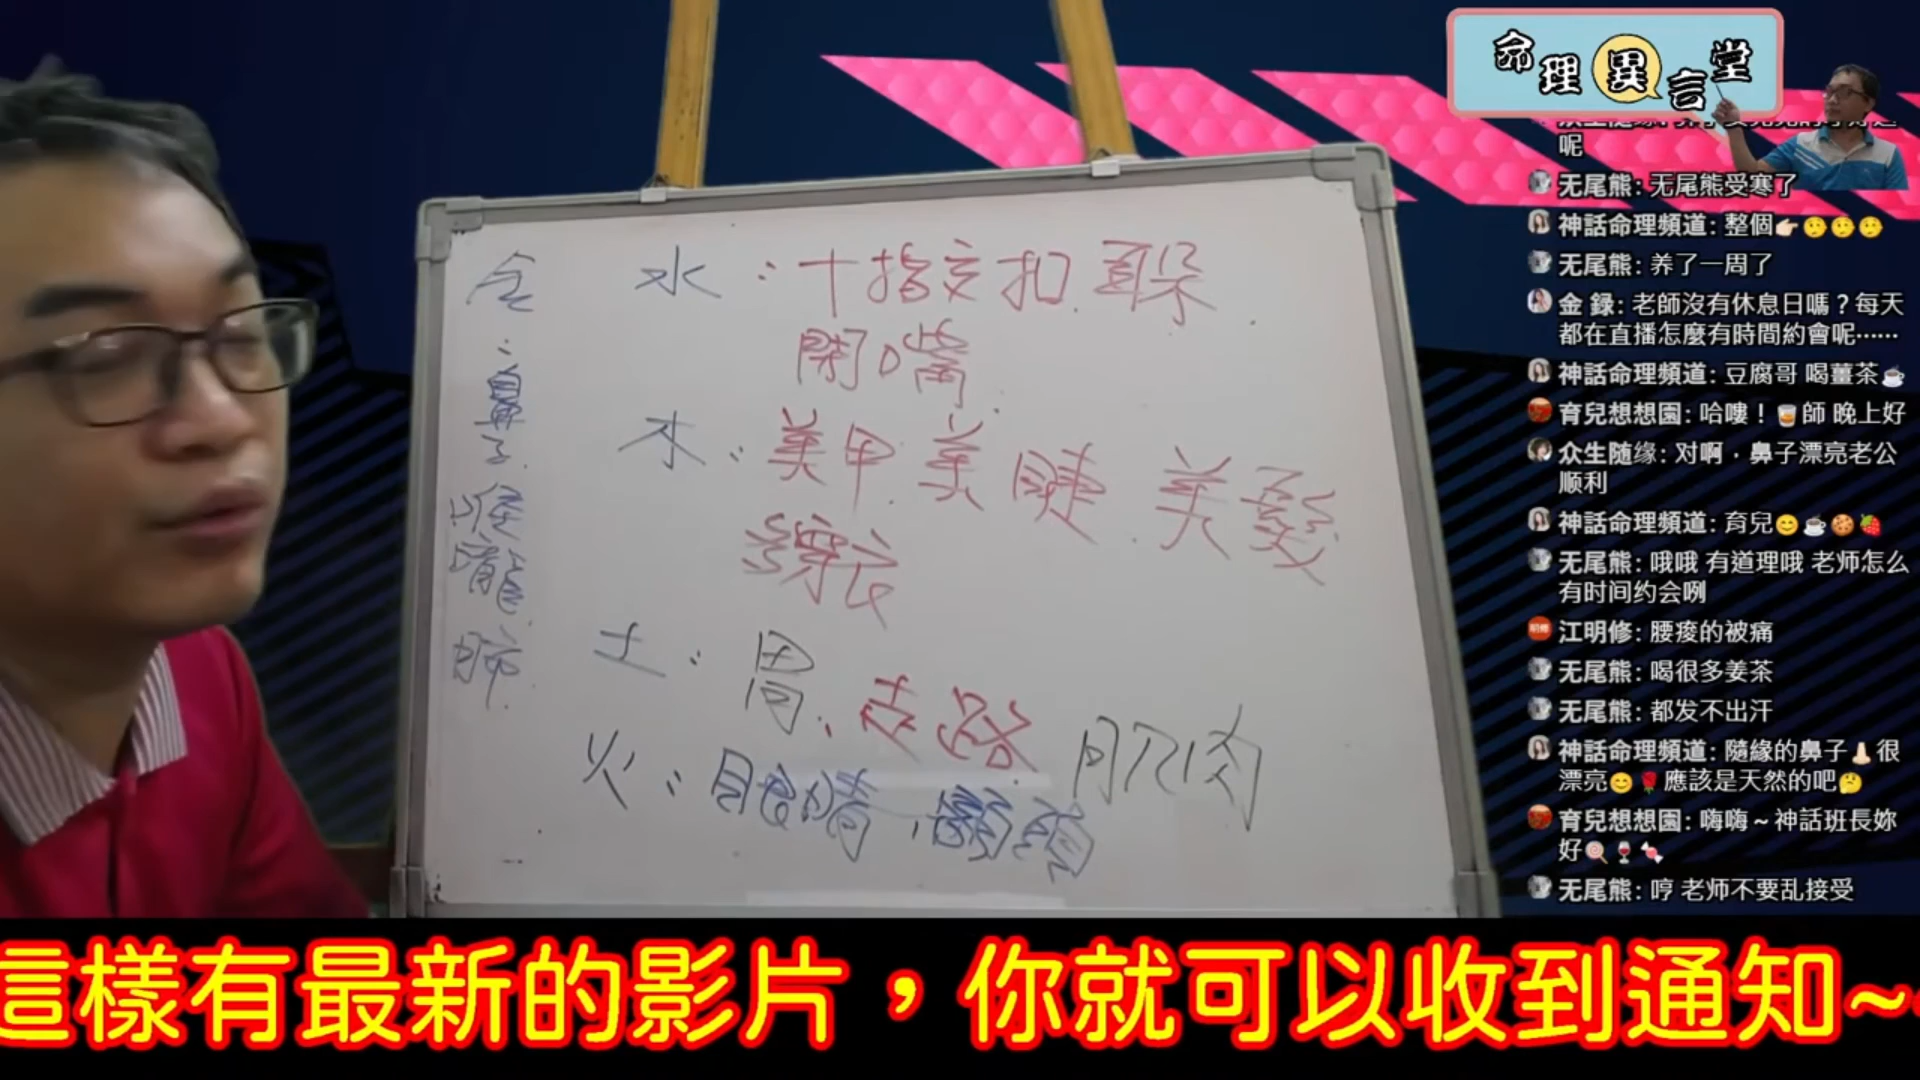 命理異言堂
呢
无尾熊: 无尾熊受寒了
神話命理頻道: 整個👉🏻🤨🤨🤨
无尾熊: 养了一周了
金 録: 老師沒有休息日嗎？每天
都在直播怎麼有時間約會呢⋯⋯
神話命理頻道: 豆腐哥 喝薑茶☕
育兒想想園: 哈嘍！🥃師 晚上好
众生随缘: 对啊，鼻子漂亮老公
顺利
神話命理頻道: 育兒😊☕🍪🍓
无尾熊: 哦哦 有道理哦 老师怎么
有时间约会咧
江明修: 腰痠的被痛
无尾熊: 喝很多姜茶
无尾熊: 都发不出汗
神話命理頻道: 隨緣的鼻子👃🏻很
漂亮😊🌹應該是天然的吧🤔
育兒想想園: 嗨嗨～神話班長妳
好🍭🍷🍬
无尾熊: 哼 老师不要乱接受
金：鼻子.喉嚨.肺.
水：十指交扣.耳朵.
閉嘴.
木：美甲.美睫.美髮
穿衣
土：胃.走路.肌肉
火：眼睛.額頭
這樣有最新的影片，你就可以收到通知~